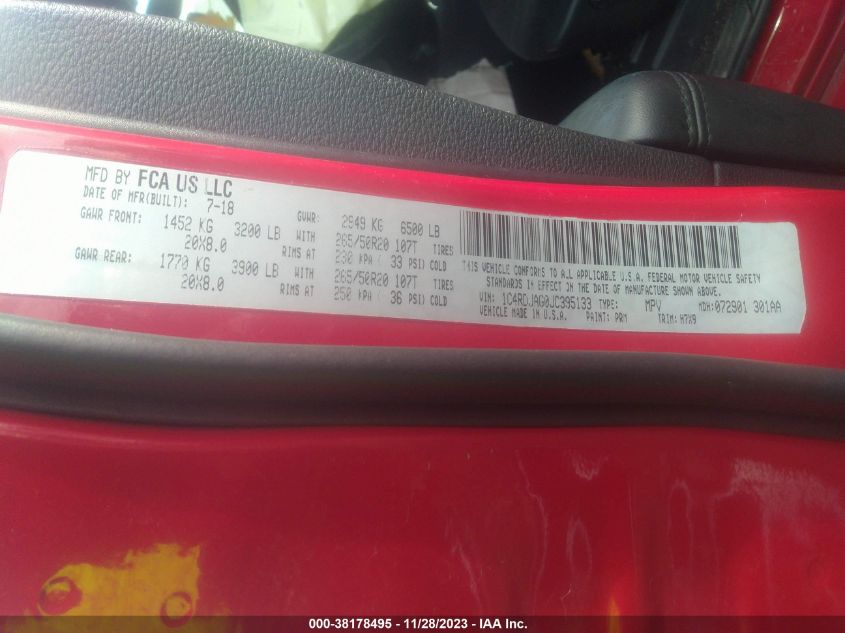 MFD BY FCA US LLC
DATE OF MFR(BUILT): 7-18 GVWR: 2949 KG 6500 LB
GAWR FRONT: 1452 KG 3200 LB WITH 265/50R20 107T TIRES
20X8.0 RIMS AT 230 KPA ( 33 PSI) COLD
GAWR REAR: 1770 KG 3900 LB WITH 265/50R20 107T TIRES
20X8.0 RIMS AT 250 KPA ( 36 PSI) COLD
THIS VEHICLE CONFORMS TO ALL APPLICABLE U.S.A. FEDERAL MOTOR VEHICLE SAFETY
STANDARDS IN EFFECT ON THE DATE OF MANUFACTURE SHOWN ABOVE.
VIN: 1C4RDJAG0JC395133 TYPE: MPV MDH:072901 301AA
VEHICLE MADE IN U.S.A. PAINT: PRM TRIM: H7X9
000-38178495 - 11/28/2023 - IAA Inc.